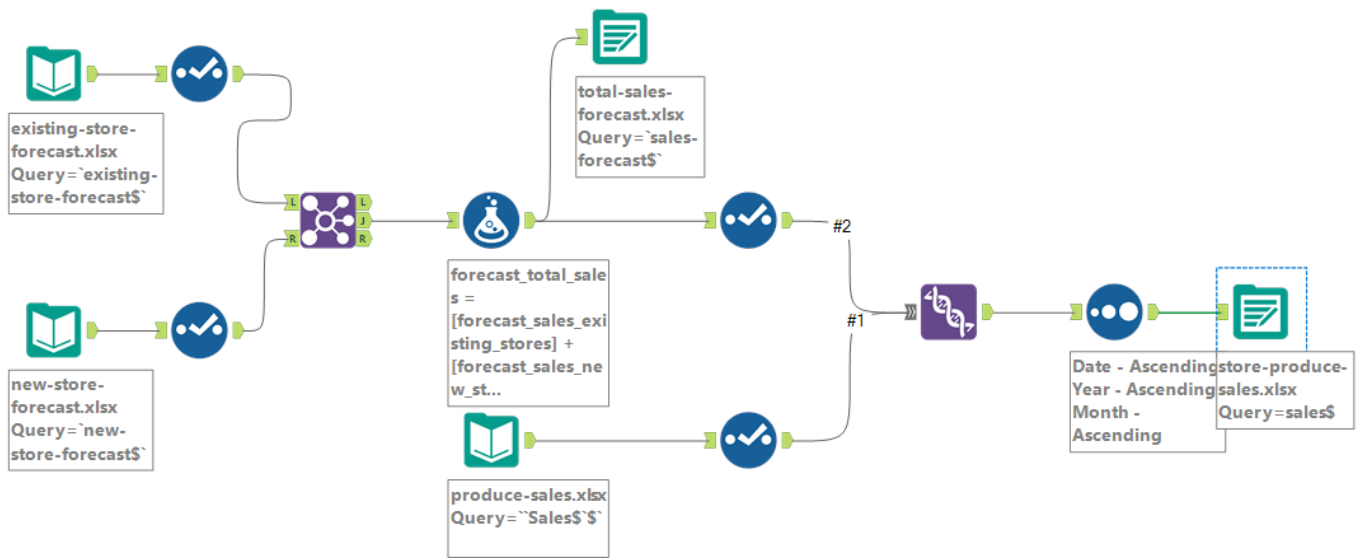 total-sales-
forecast.xlsx
Query=`sales-
forecast$`
existing-store-
forecast.xlsx
Query=`existing-
store-forecast$`
L
L
J
R
R
#2
forecast_total_sale
s =
[forecast_sales_exi
sting_stores] +
[forecast_sales_ne
w_st...
#1
new-store-
forecast.xlsx
Query=`new-
store-forecast$`
Date - Ascending
Year - Ascending
Month -
Ascending
store-produce-
sales.xlsx
Query=sales$
produce-sales.xlsx
Query=``Sales$`$`